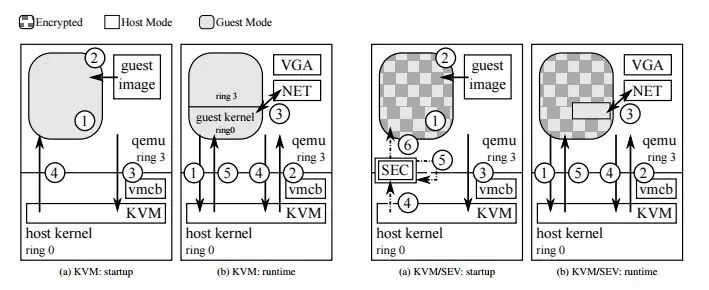 Encrypted Host Mode Guest Mode
2
guest
image
1
qemu
ring 3
4
3
vmcb
KVM
host kernel
ring 0
(a) KVM: startup
VGA
NET
ring 3
guest kernel
ring0
3
qemu
ring 3
1
5
4
2
vmcb
KVM
host kernel
ring 0
(b) KVM: runtime
2
guest
image
1
6
qemu
ring 3
SEC
5
3
vmcb
4
KVM
host kernel
ring 0
(a) KVM/SEV: startup
VGA
NET
3
qemu
ring 3
1
5
4
2
vmcb
KVM
host kernel
ring 0
(b) KVM/SEV: runtime